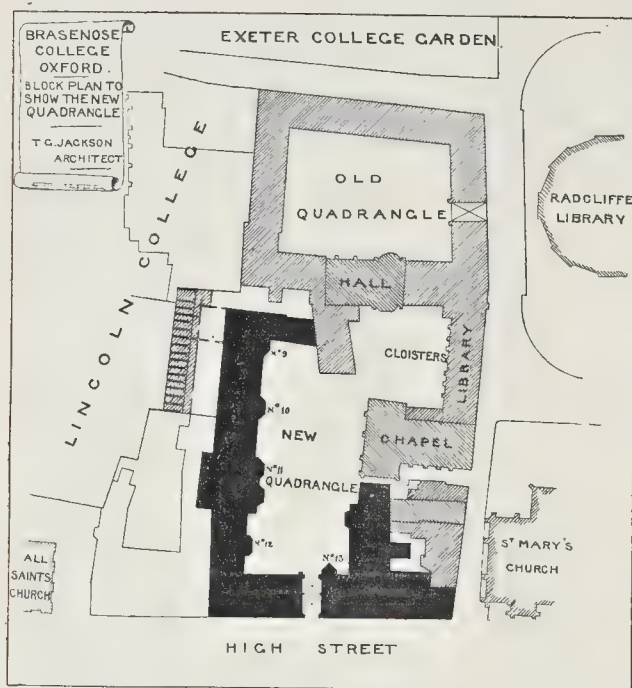 BRASENOSE
COLLEGE
OXFORD.
BLOCK PLAN TO
SHOW THE NEW
QUADRANGLE
T G. JACKSON
ARCHITECT
EXETER COLLEGE GARDEN.
LINCOLN COLLEGE
OLD
QUADRANGLE
RADCLIFFE
LIBRARY
HALL
CLOISTERS
LIBRARY
Nº 9
Nº 10
NEW
CHAPEL
Nº 11
QUADRANGLE
Nº 12
Nº 13
ST MARY'S
CHURCH
ALL
SAINTS
CHURCH
HIGH STREET